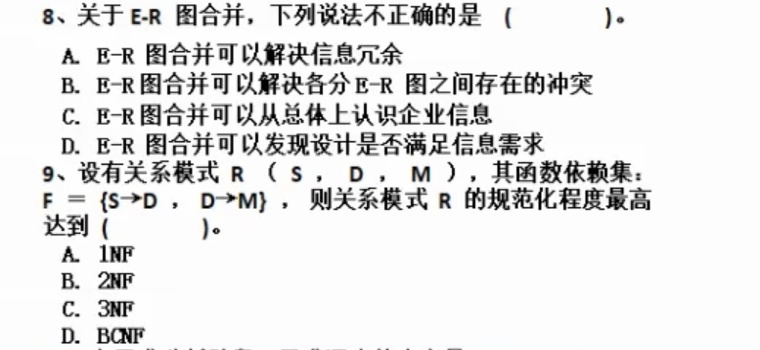 8、关于 E-R 图合并，下列说法不正确的是 （ ）。
A. E-R 图合并可以解决信息冗余
B. E-R 图合并可以解决各分E-R 图之间存在的冲突
C. E-R图合并可以从总体上认识企业信息
D. E-R 图合并可以发现设计是否满足信息需求
9、设有关系模式 R （ S ， D ， M ），其函数依赖集：
F = {S→D ， D→M} ， 则关系模式 R 的规范化程度最高
达到 （ ）。
A. 1NF
B. 2NF
C. 3NF
D. BCNF